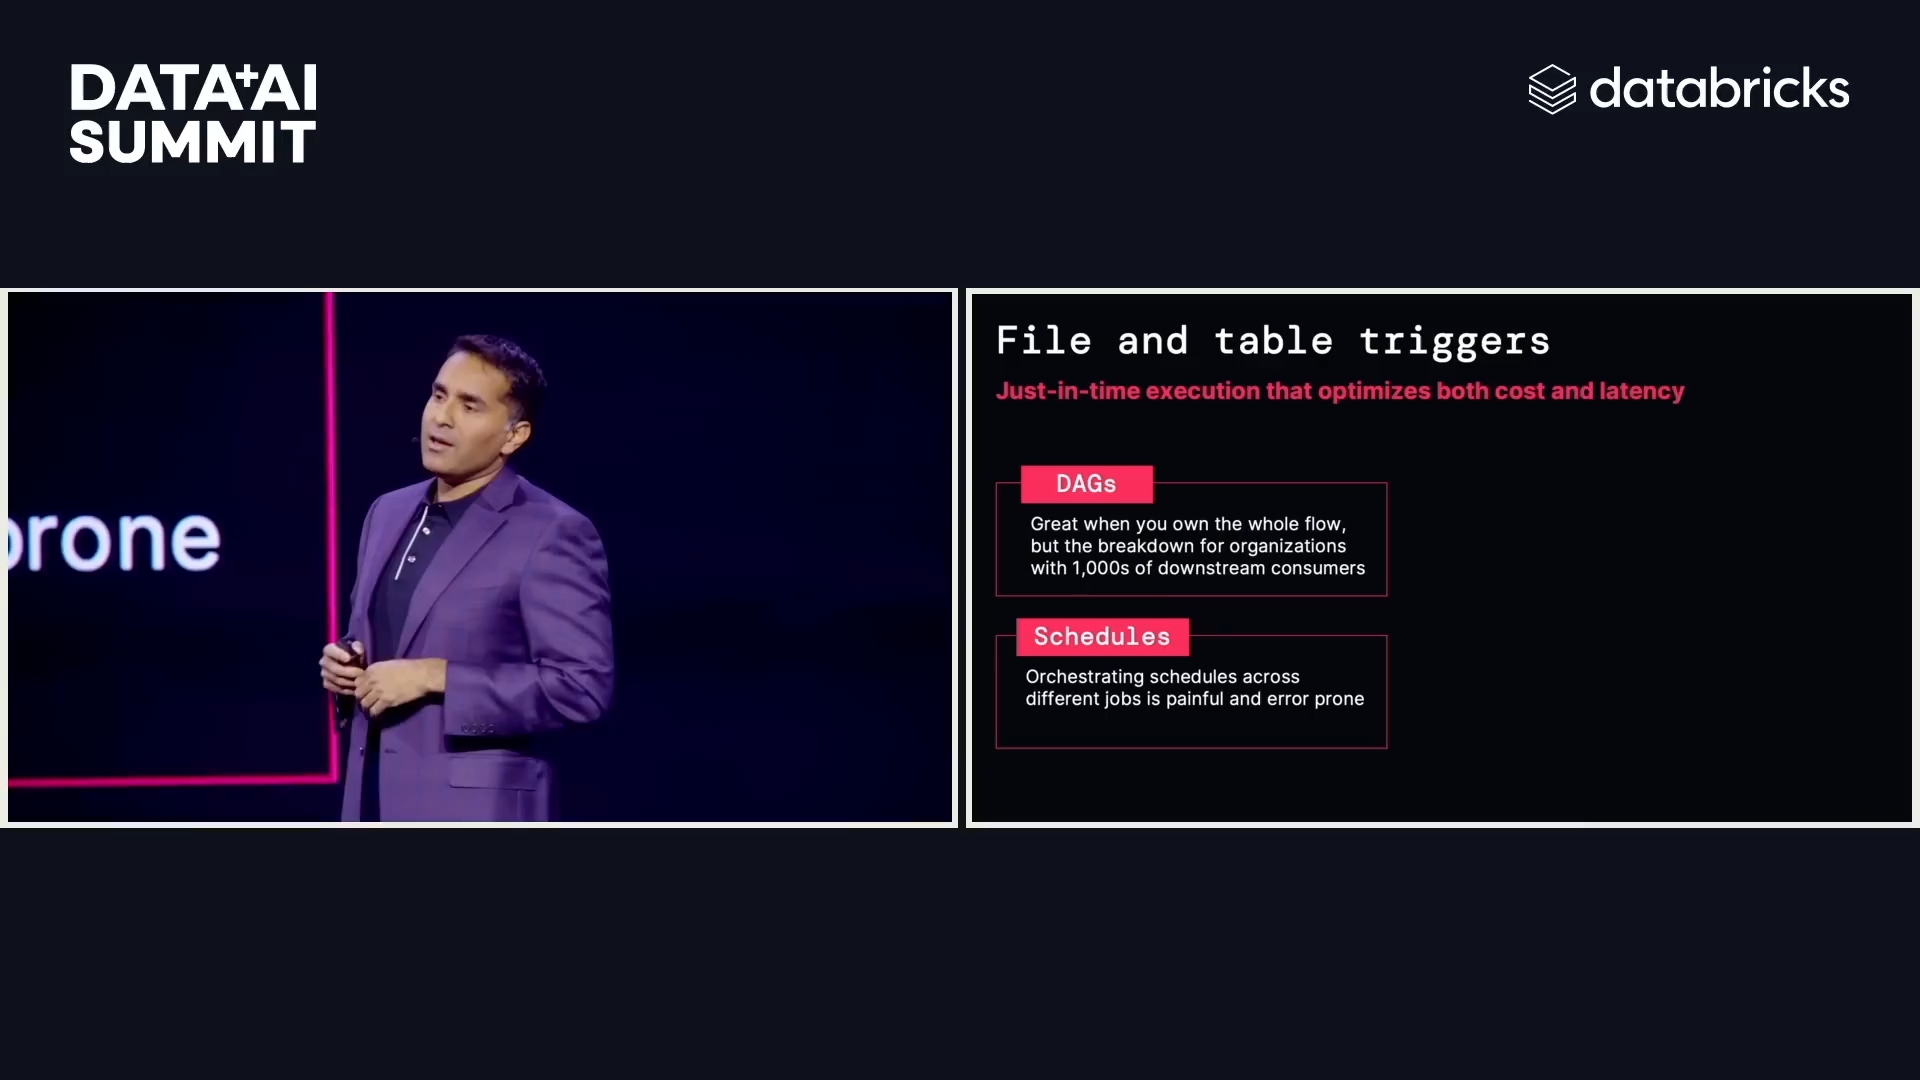 DATA+AI
SUMMIT
databricks
prone
File and table triggers
Just-in-time execution that optimizes both cost and latency
DAGs
Great when you own the whole flow,
but the breakdown for organizations
with 1,000s of downstream consumers
Schedules
Orchestrating schedules across
different jobs is painful and error prone